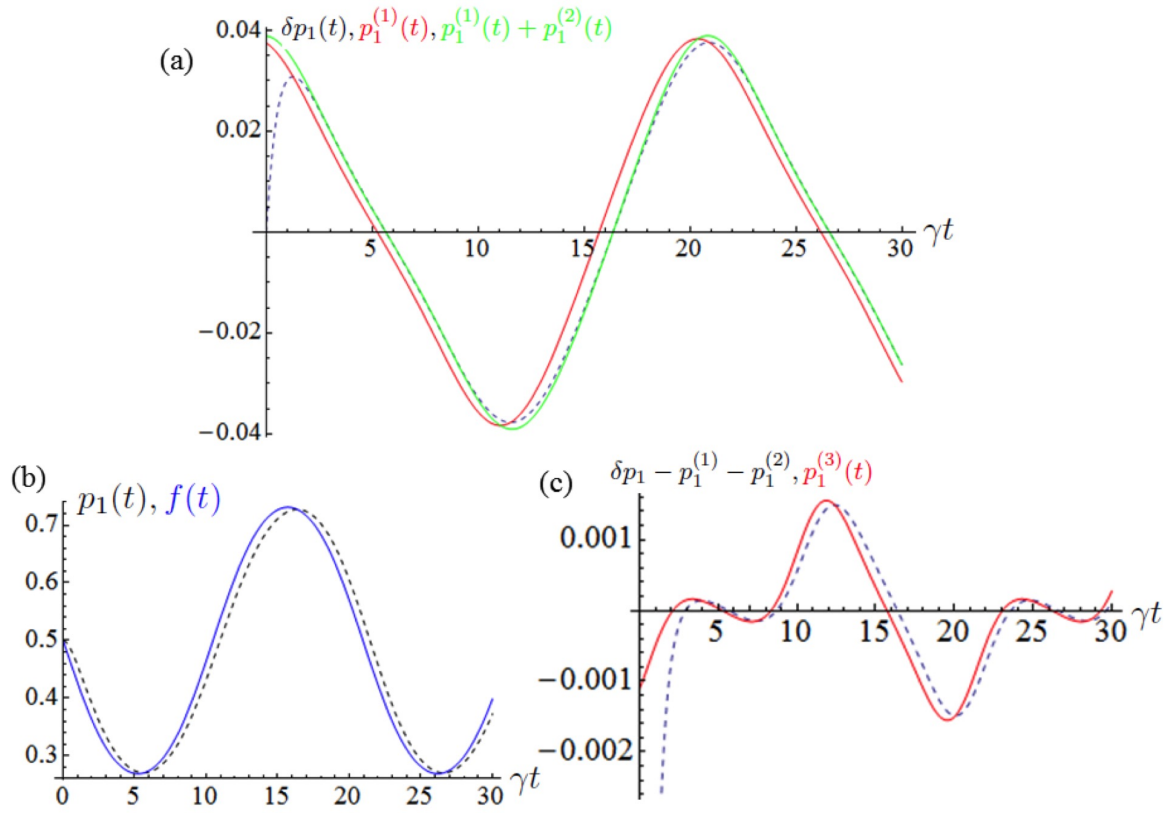 0.04 δp₁(t), p₁⁽¹⁾(t), p₁⁽¹⁾(t) + p₁⁽²⁾(t)
(a)
0.02
5 10 15 20 25 30 γt
−0.02
−0.04
(b) p₁(t), f(t)
0.7
0.6
0.5
0.4
0.3
0 5 10 15 20 25 30 γt
(c) δp₁ − p₁⁽¹⁾ − p₁⁽²⁾, p₁⁽³⁾(t)
0.001
5 10 15 20 25 30 γt
−0.001
−0.002